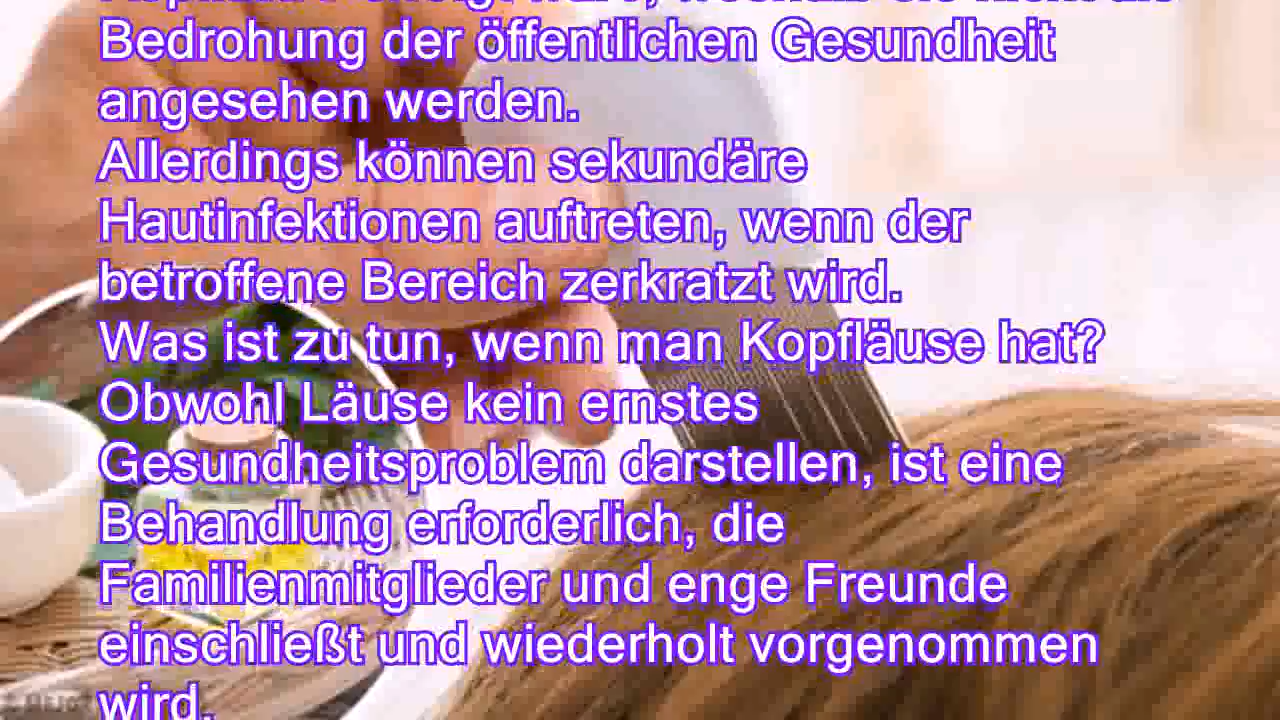 Bedrohung der öffentlichen Gesundheit
angesehen werden.
Allerdings können sekundäre
Hautinfektionen auftreten, wenn der
betroffene Bereich zerkratzt wird.
Was ist zu tun, wenn man Kopfläuse hat?
Obwohl Läuse kein ernstes
Gesundheitsproblem darstellen, ist eine
Behandlung erforderlich, die
Familienmitglieder und enge Freunde
einschließt und wiederholt vorgenommen
wird.